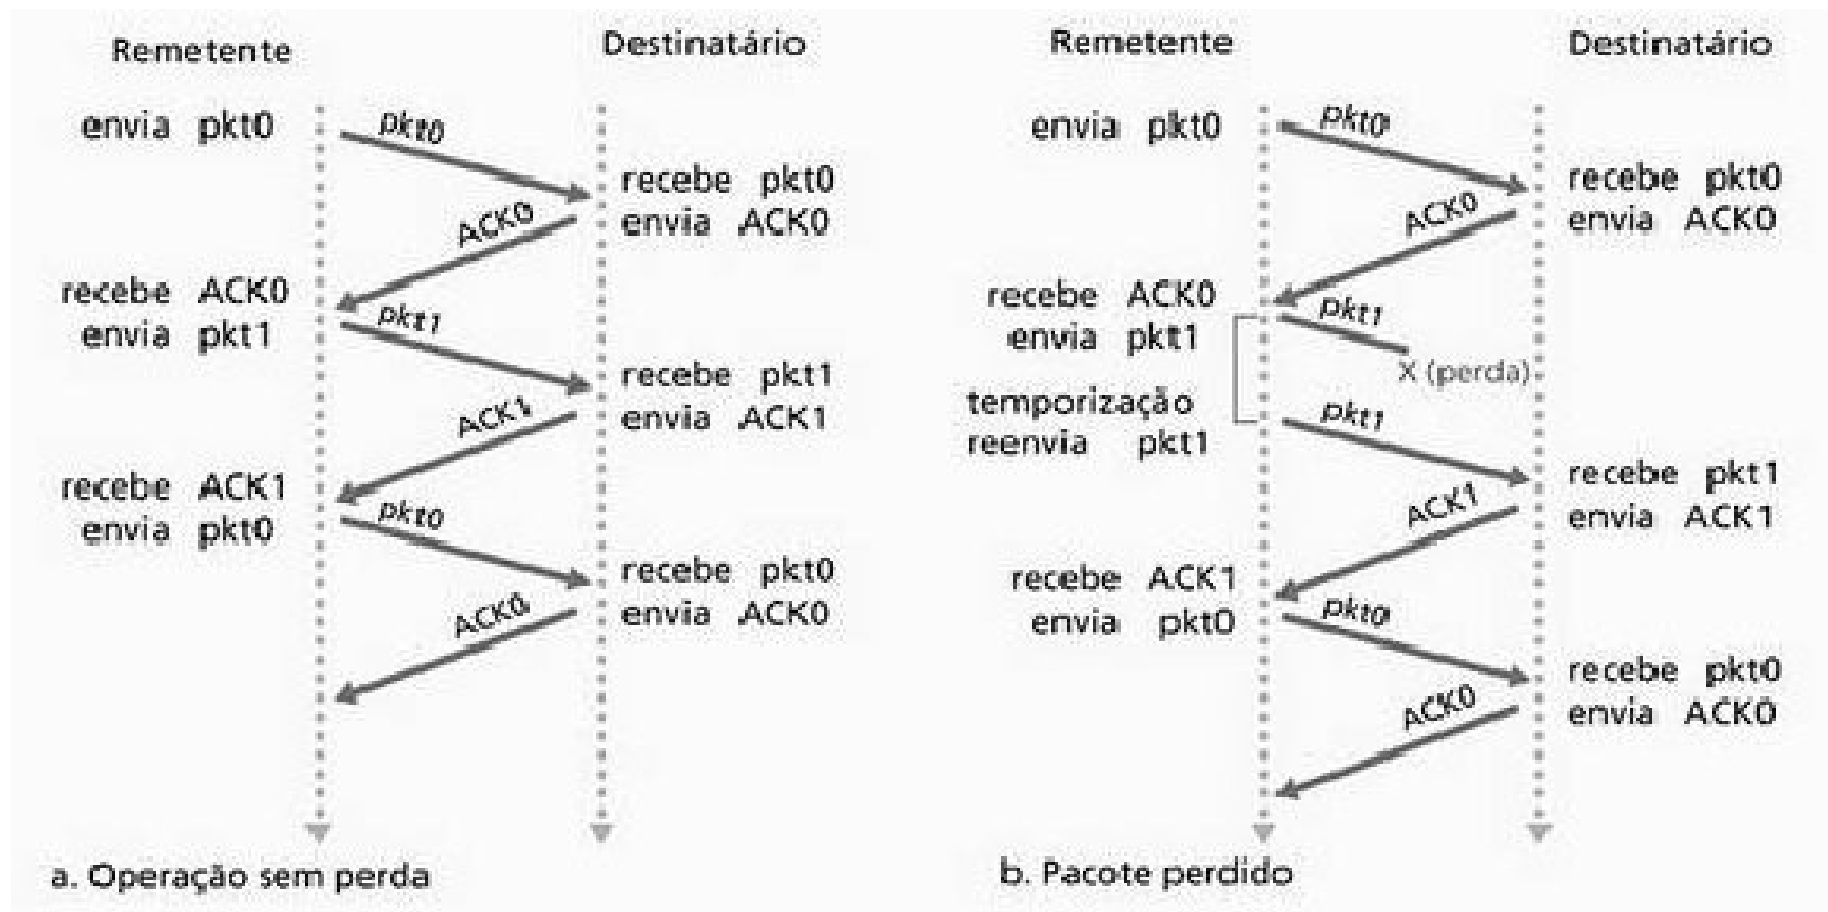 Remetente
Destinatário
envia pkt0
pkt0
recebe pkt0
envia ACK0
ACK0
recebe ACK0
envia pkt1
pkt1
recebe pkt1
envia ACK1
ACK1
recebe ACK1
envia pkt0
pkt0
recebe pkt0
envia ACK0
ACK0
a. Operação sem perda
Remetente
Destinatário
envia pkt0
pkt0
recebe pkt0
envia ACK0
ACK0
recebe ACK0
envia pkt1
pkt1
X (perda)
temporização
reenvia pkt1
pkt1
recebe pkt1
envia ACK1
ACK1
recebe ACK1
envia pkt0
pkt0
recebe pkt0
envia ACK0
ACK0
b. Pacote perdido